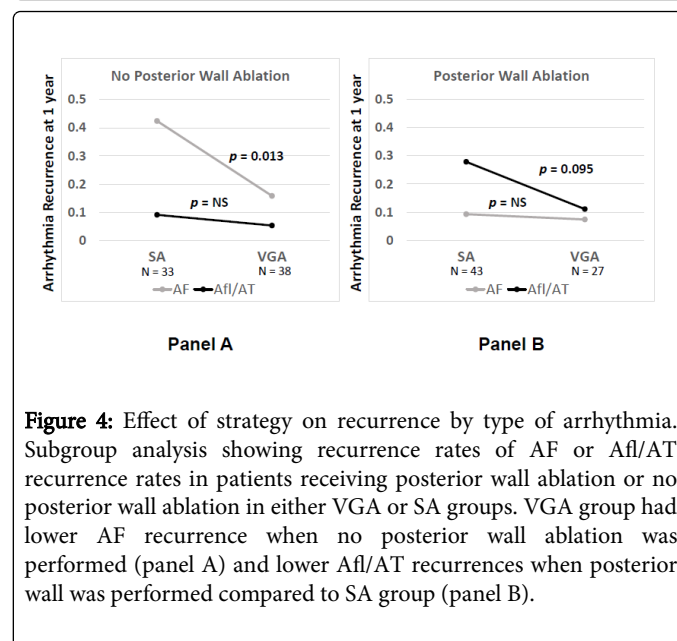 No Posterior Wall Ablation
Arrhythmia Recurrence at 1 year
0.5
0.4
0.3
0.2
0.1
0
p = 0.013
p = NS
SA
VGA
N = 33
N = 38
AF
Afl/AT
Panel A
Posterior Wall Ablation
Arrhythmia Recurrence at 1 year
0.5
0.4
0.3
0.2
0.1
0
p = 0.095
p = NS
SA
VGA
N = 43
N = 27
AF
Afl/AT
Panel B
Figure 4: Effect of strategy on recurrence by type of arrhythmia.
Subgroup analysis showing recurrence rates of AF or Afl/AT
recurrence rates in patients receiving posterior wall ablation or no
posterior wall ablation in either VGA or SA groups. VGA group had
lower AF recurrence when no posterior wall ablation was
performed (panel A) and lower Afl/AT recurrences when posterior
wall was performed compared to SA group (panel B).